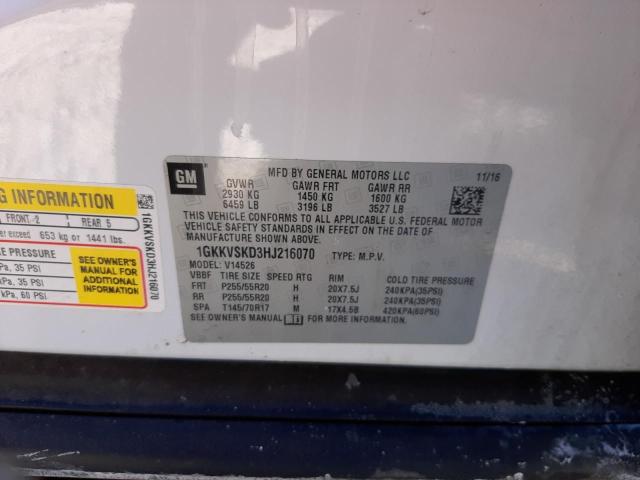 G INFORMATION
FRONT 2 REAR 5
er exceed 653 kg or 1441 lbs.
E PRESSURE
Pa, 35 PSI
kPa, 35 PSI
kPa, 60 PSI
SEE OWNER'S
MANUAL FOR
ADDITIONAL
INFORMATION
1GKKVSKD3HJ216070
GM
MFD BY GENERAL MOTORS LLC 11/16
GVWR GAWR FRT GAWR RR
2930 KG 1450 KG 1600 KG
6459 LB 3196 LB 3527 LB
THIS VEHICLE CONFORMS TO ALL APPLICABLE U.S. FEDERAL MOTOR
VEHICLE SAFETY STANDARDS IN EFFECT ON THE DATE OF
MANUFACTURE SHOWN ABOVE.
1GKKVSKD3HJ216070 TYPE: M.P.V.
MODEL: V14526
VBBF TIRE SIZE SPEED RTG RIM COLD TIRE PRESSURE
FRT P255/55R20 H 20X7.5J 240KPA(35PSI)
RR P255/55R20 H 20X7.5J 240KPA(35PSI)
SPA T145/70R17 M 17X4.5B 420KPA(60PSI)
SEE OWNER'S MANUAL FOR MORE INFORMATION.